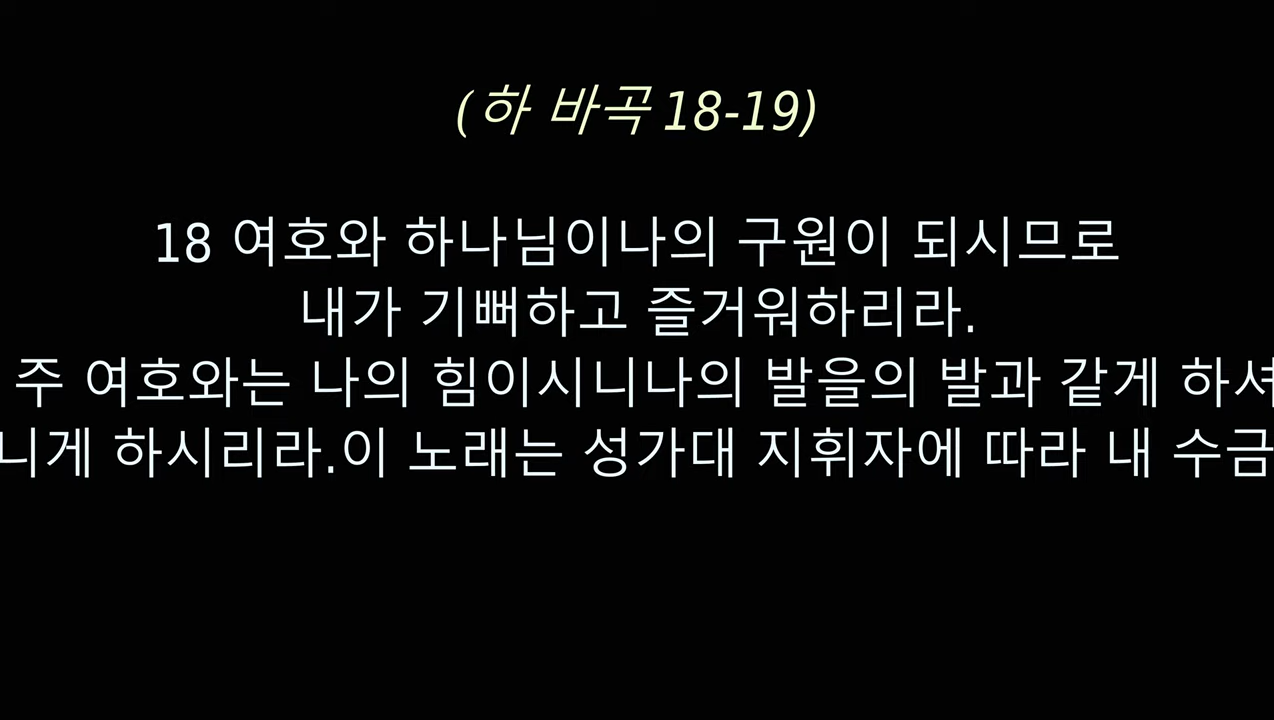 (하 바곡 18-19)
18 여호와 하나님이나의 구원이 되시므로
내가 기뻐하고 즐거워하리라.
주 여호와는 나의 힘이시니나의 발을의 발과 같게 하셔
니게 하시리라.이 노래는 성가대 지휘자에 따라 내 수금